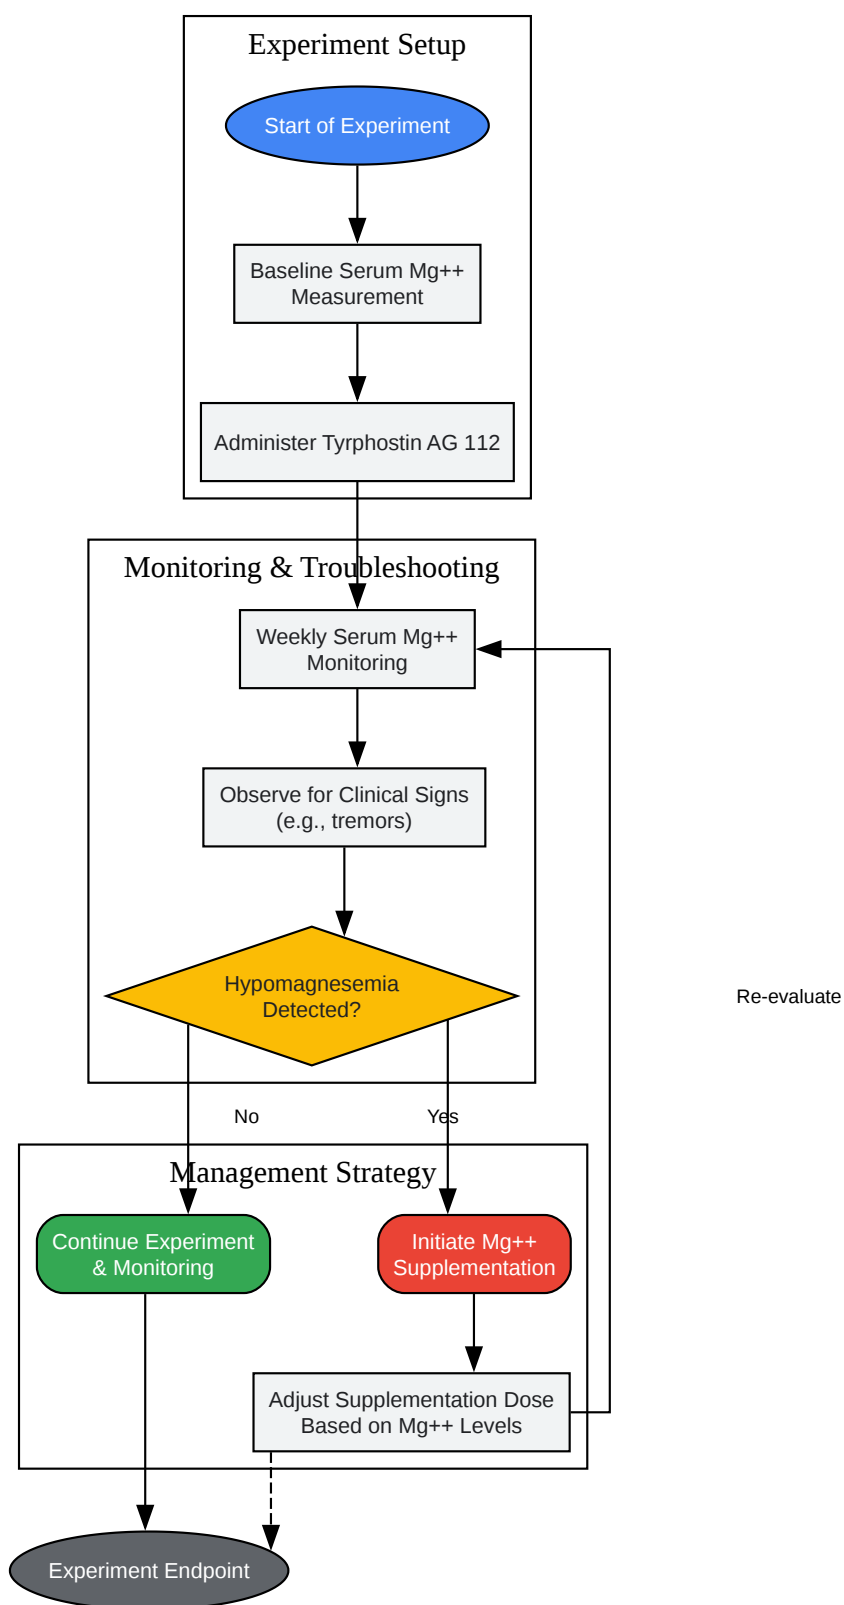 Experiment Setup
Start of Experiment
Baseline Serum Mg++
Measurement
Administer Tyrphostin AG 112
Monitoring & Troubleshooting
Weekly Serum Mg++
Monitoring
Observe for Clinical Signs
(e.g., tremors)
Hypomagnesemia
Detected?
Re-evaluate
No
Yes
Management Strategy
Continue Experiment
& Monitoring
Initiate Mg++
Supplementation
Adjust Supplementation Dose
Based on Mg++ Levels
Experiment Endpoint